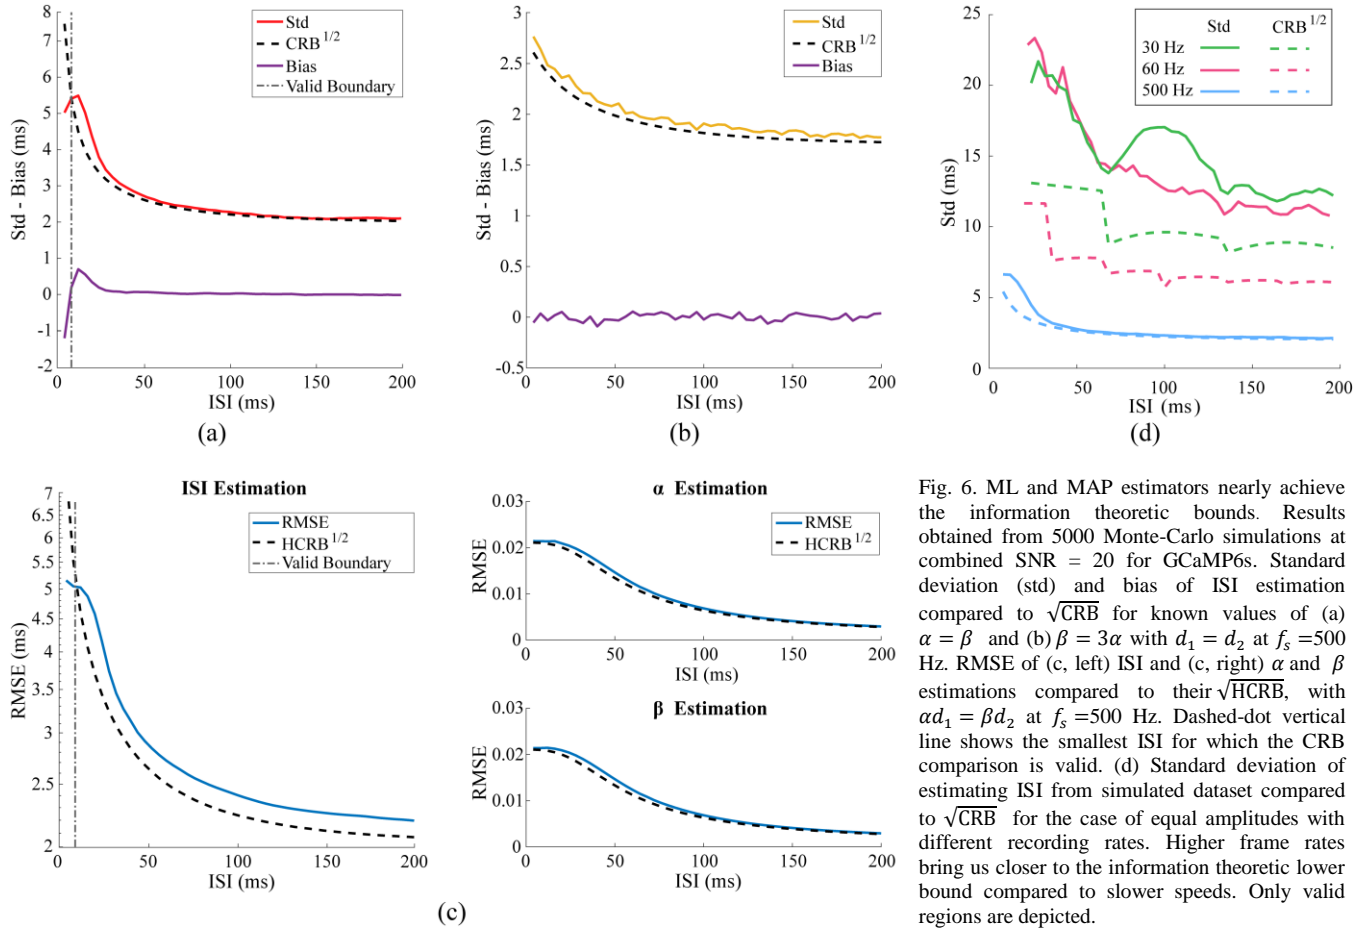 8
7
6
5
4
3
2
1
0
-1
-2
Std - Bias (ms)
0
50
100
150
200
ISI (ms)
Std
CRB^1/2
Bias
Valid Boundary
(a)
3
2.5
2
1.5
1
0.5
0
-0.5
Std - Bias (ms)
0
50
100
150
200
ISI (ms)
Std
CRB^1/2
Bias
(b)
25
20
15
10
5
0
Std (ms)
0
50
100
150
200
ISI (ms)
Std CRB^1/2
30 Hz
60 Hz
500 Hz
(d)
ISI Estimation
7
6.5
6
5.5
5
4.5
4
3.5
3
2.5
2
RMSE (ms)
0
50
100
150
200
ISI (ms)
RMSE
HCRB^1/2
Valid Boundary
α Estimation
0.03
0.02
0.01
0
RMSE
0
50
100
150
200
RMSE
HCRB^1/2
β Estimation
0.03
0.02
0.01
0
RMSE
0
50
100
150
200
ISI (ms)
(c)
Fig. 6. ML and MAP estimators nearly achieve
the information theoretic bounds. Results
obtained from 5000 Monte-Carlo simulations at
combined SNR = 20 for GCaMP6s. Standard
deviation (std) and bias of ISI estimation
compared to √CRB for known values of (a)
α = β and (b) β = 3α with d₁ = d₂ at fₛ =500
Hz. RMSE of (c, left) ISI and (c, right) α and β
estimations compared to their √HCRB, with
αd₁ = βd₂ at fₛ =500 Hz. Dashed-dot vertical
line shows the smallest ISI for which the CRB
comparison is valid. (d) Standard deviation of
estimating ISI from simulated dataset compared
to √CRB for the case of equal amplitudes with
different recording rates. Higher frame rates
bring us closer to the information theoretic lower
bound compared to slower speeds. Only valid
regions are depicted.